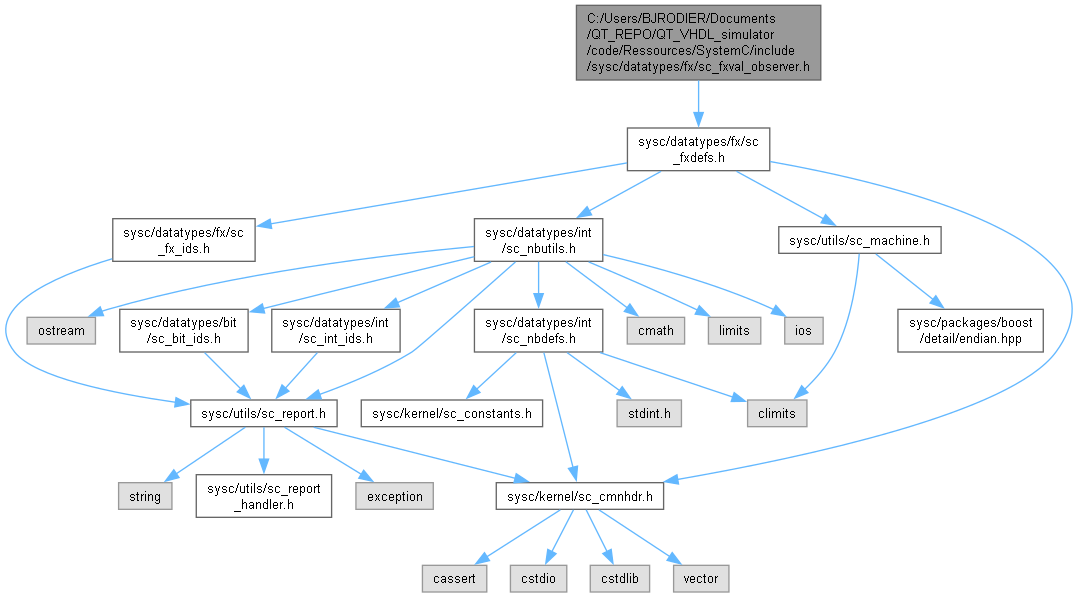 C:/Users/BJRODIER/Documents
/QT_REPO/QT_VHDL_simulator
/code/Ressources/SystemC/include
/sysc/datatypes/fx/sc_fxval_observer.h
sysc/datatypes/fx/sc
_fxdefs.h
sysc/datatypes/fx/sc
_fx_ids.h
sysc/datatypes/int
/sc_nbutils.h
sysc/utils/sc_machine.h
ostream
sysc/datatypes/bit
/sc_bit_ids.h
sysc/datatypes/int
/sc_int_ids.h
sysc/datatypes/int
/sc_nbdefs.h
cmath
limits
ios
sysc/packages/boost
/detail/endian.hpp
sysc/utils/sc_report.h
sysc/kernel/sc_constants.h
stdint.h
climits
string
sysc/utils/sc_report
_handler.h
exception
sysc/kernel/sc_cmnhdr.h
cassert
cstdio
cstdlib
vector